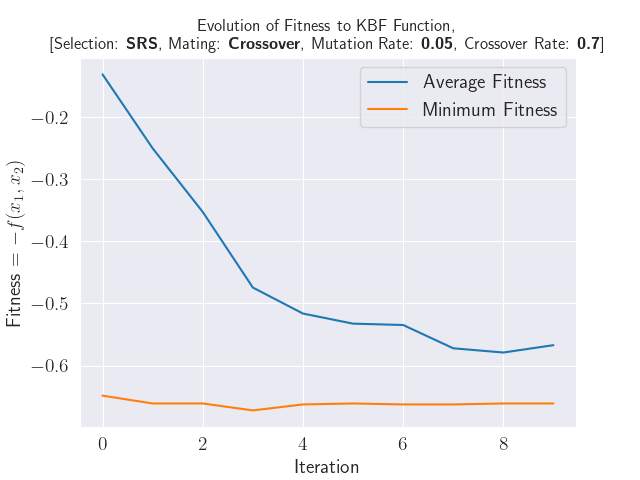 Evolution of Fitness to KBF Function,
[Selection: SRS, Mating: Crossover, Mutation Rate: 0.05, Crossover Rate: 0.7]
Average Fitness
Minimum Fitness
−0.2
−0.3
−0.4
−0.5
−0.6
Fitness = −f(x₁, x₂)
0 2 4 6 8
Iteration